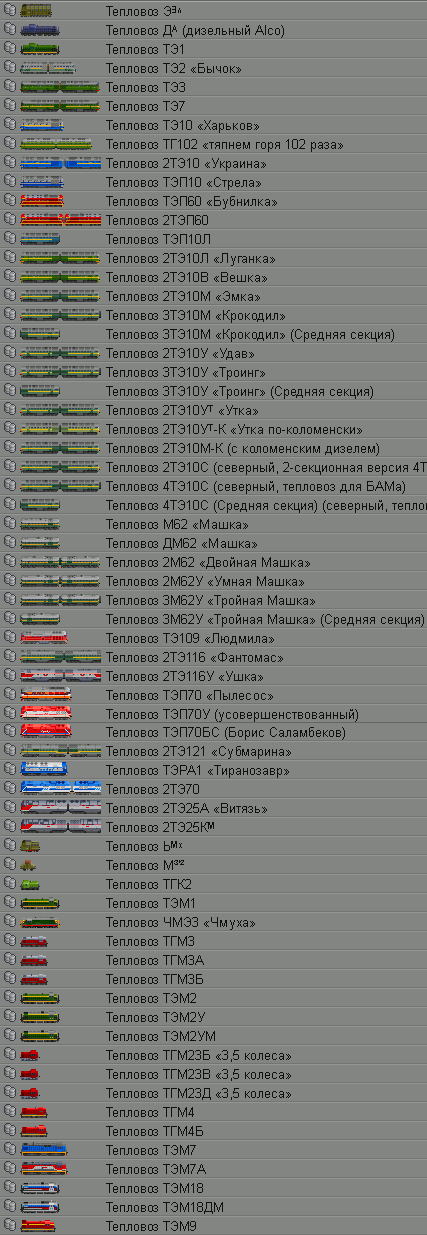 Тепловоз Ээл
Тепловоз Дᴬ (дизельный Alco)
Тепловоз ТЭ1
Тепловоз ТЭ2 «Бычок»
Тепловоз ТЭ3
Тепловоз ТЭ7
Тепловоз ТЭ10 «Харьков»
Тепловоз ТГ102 «тяпнем горя 102 раза»
Тепловоз 2ТЭ10 «Украина»
Тепловоз ТЭП10 «Стрела»
Тепловоз ТЭП60 «Бубнилка»
Тепловоз 2ТЭП60
Тепловоз ТЭП10Л
Тепловоз 2ТЭ10Л «Луганка»
Тепловоз 2ТЭ10В «Вешка»
Тепловоз 2ТЭ10М «Эмка»
Тепловоз 3ТЭ10М «Крокодил»
Тепловоз 3ТЭ10М «Крокодил» (Средняя секция)
Тепловоз 2ТЭ10У «Удав»
Тепловоз 3ТЭ10У «Троинг»
Тепловоз 3ТЭ10У «Троинг» (Средняя секция)
Тепловоз 2ТЭ10Уᵀ «Утка»
Тепловоз 2ТЭ10Уᵀ-К «Утка по-коломенски»
Тепловоз 2ТЭ10М-К (с коломенским дизелем)
Тепловоз 2ТЭ10С (северный, 2-секционная версия 4Т
Тепловоз 4ТЭ10С (северный, тепловоз для БАМа)
Тепловоз 4ТЭ10С (Средняя секция) (северный, тепло
Тепловоз М62 «Машка»
Тепловоз ДМ62 «Машка»
Тепловоз 2М62 «Двойная Машка»
Тепловоз 2М62У «Умная Машка»
Тепловоз 3М62У «Тройная Машка»
Тепловоз 3М62У «Тройная Машка» (Средняя секция)
Тепловоз ТЭ109 «Людмила»
Тепловоз 2ТЭ116 «Фантомас»
Тепловоз 2ТЭ116У «Ушка»
Тепловоз ТЭП70 «Пылесос»
Тепловоз ТЭП70У (усовершенствованный)
Тепловоз ТЭП70БС (Борис Саламбеков)
Тепловоз 2ТЭ121 «Субмарина»
Тепловоз ТЭРА1 «Тиранозавр»
Тепловоз 2ТЭ70
Тепловоз 2ТЭ25А «Витязь»
Тепловоз 2ТЭ25Кᴹ
Тепловоз Ьᴹˣ
Тепловоз Мᶟ/²
Тепловоз ТГК2
Тепловоз ТЭМ1
Тепловоз ЧМЭ3 «Чмуха»
Тепловоз ТГМ3
Тепловоз ТГМ3А
Тепловоз ТГМ3Б
Тепловоз ТЭМ2
Тепловоз ТЭМ2У
Тепловоз ТЭМ2УМ
Тепловоз ТГМ23Б «3,5 колеса»
Тепловоз ТГМ23В «3,5 колеса»
Тепловоз ТГМ23Д «3,5 колеса»
Тепловоз ТГМ4
Тепловоз ТГМ4Б
Тепловоз ТЭМ7
Тепловоз ТЭМ7А
Тепловоз ТЭМ18
Тепловоз ТЭМ18ДМ
Тепловоз ТЭМ9